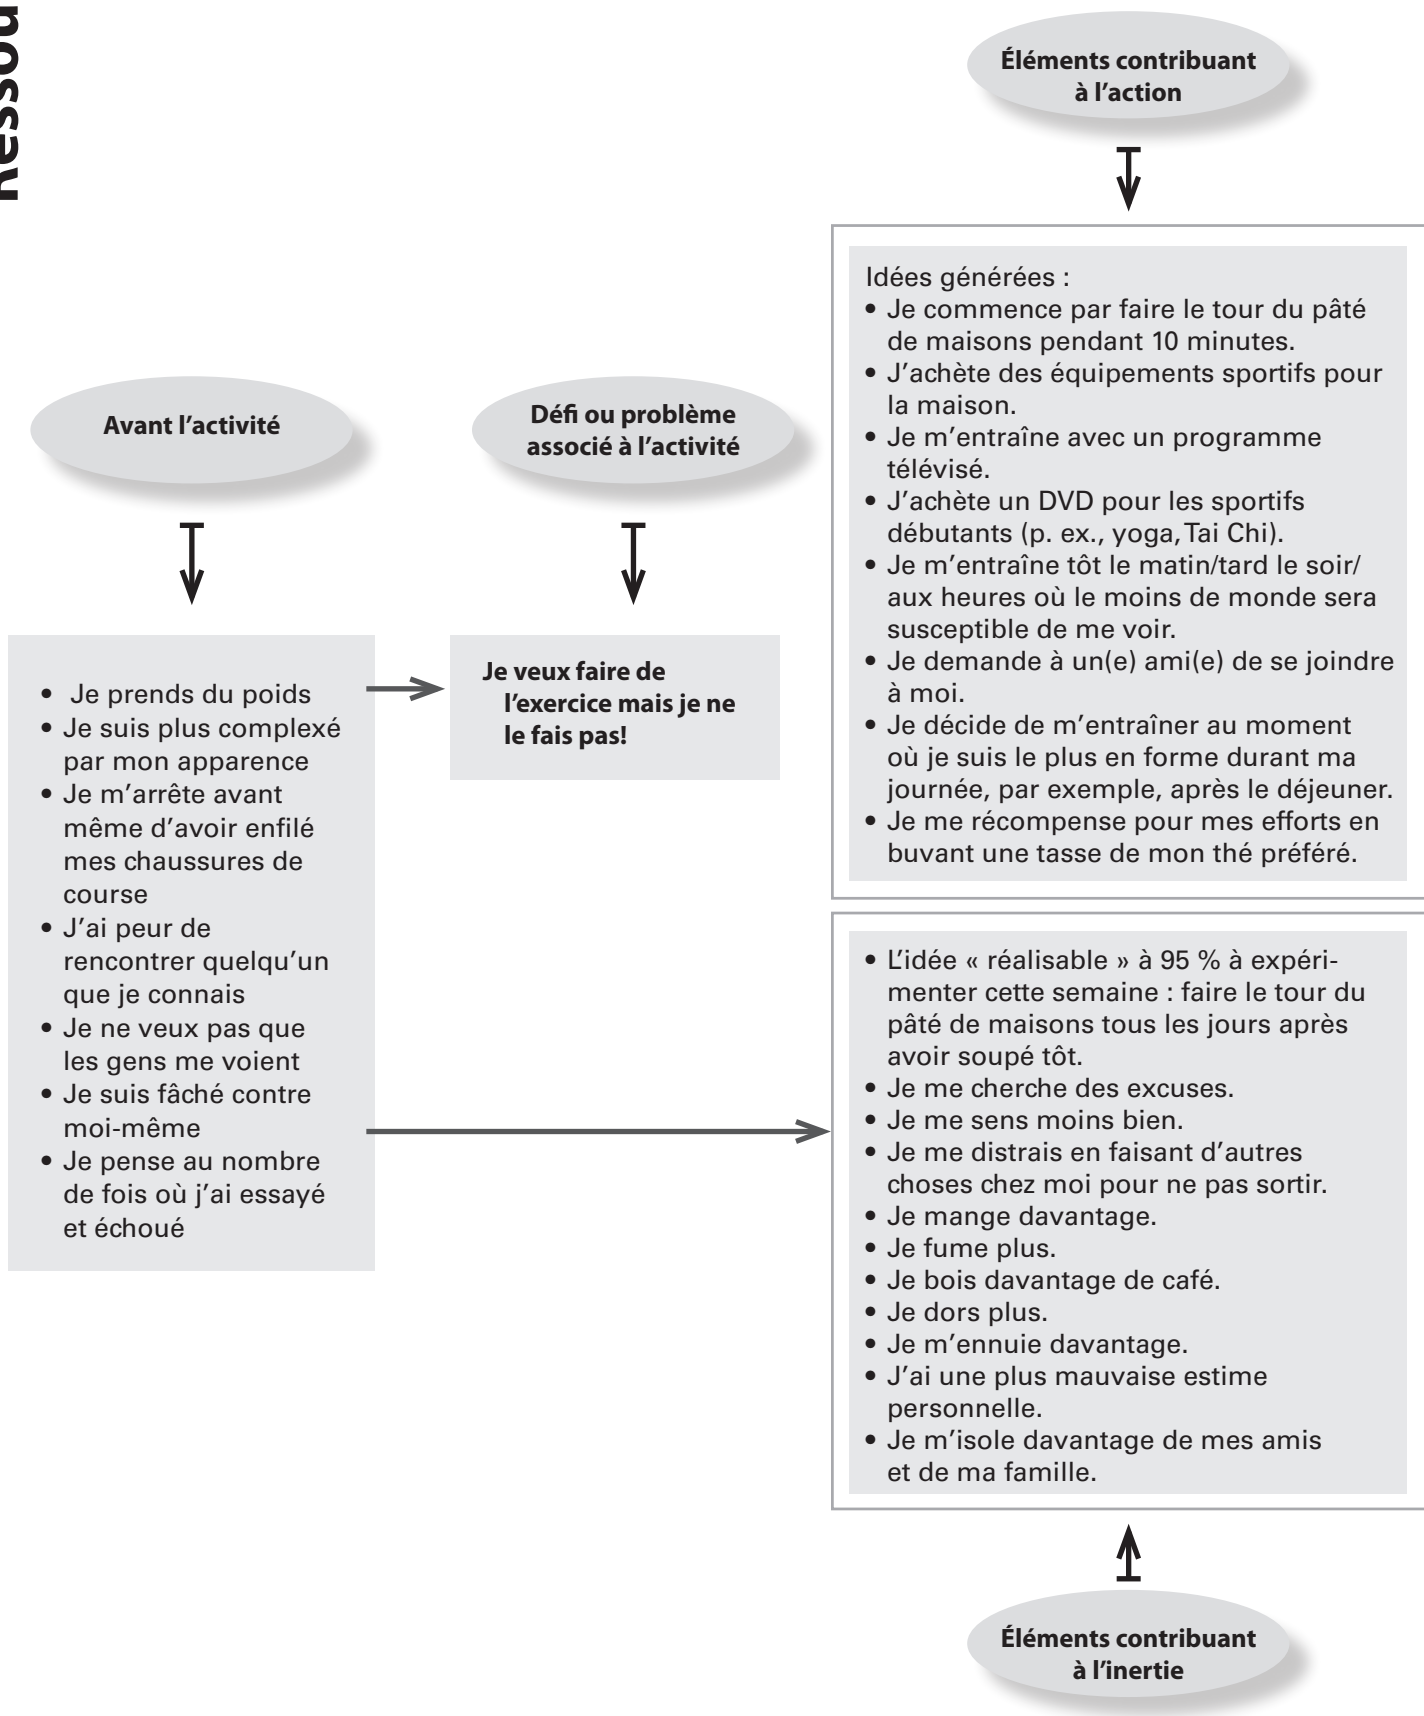 Éléments contribuant
à l’action
Idées générées :
• Je commence par faire le tour du pâté
de maisons pendant 10 minutes.
• J’achète des équipements sportifs pour
la maison.
• Je m’entraîne avec un programme
télévisé.
• J’achète un DVD pour les sportifs
débutants (p. ex., yoga, Tai Chi).
• Je m’entraîne tôt le matin/tard le soir/
aux heures où le moins de monde sera
susceptible de me voir.
• Je demande à un(e) ami(e) de se joindre
à moi.
• Je décide de m’entraîner au moment
où je suis le plus en forme durant ma
journée, par exemple, après le déjeuner.
• Je me récompense pour mes efforts en
buvant une tasse de mon thé préféré.
Avant l’activité
Défi ou problème
associé à l’activité
• Je prends du poids
• Je suis plus complexé
par mon apparence
• Je m’arrête avant
même d’avoir enfilé
mes chaussures de
course
• J’ai peur de
rencontrer quelqu’un
que je connais
• Je ne veux pas que
les gens me voient
• Je suis fâché contre
moi-même
• Je pense au nombre
de fois où j’ai essayé
et échoué
Je veux faire de
l’exercice mais je ne
le fais pas!
• L’idée « réalisable » à 95 % à expéri-
menter cette semaine : faire le tour du
pâté de maisons tous les jours après
avoir soupé tôt.
• Je me cherche des excuses.
• Je me sens moins bien.
• Je me distrais en faisant d’autres
choses chez moi pour ne pas sortir.
• Je mange davantage.
• Je fume plus.
• Je bois davantage de café.
• Je dors plus.
• Je m’ennuie davantage.
• J’ai une plus mauvaise estime
personnelle.
• Je m’isole davantage de mes amis
et de ma famille.
Éléments contribuant
à l’inertie